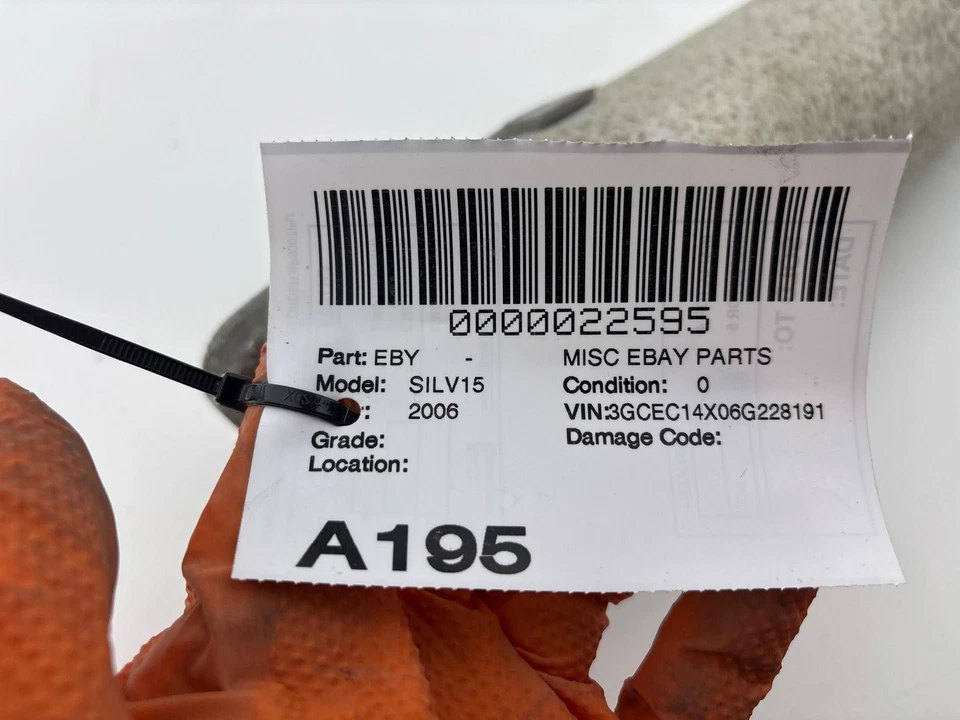 0000022595
Part: EBY - MISC EBAY PARTS
Model: SILV15 Condition: 0
r: 2006 VIN:3GCEC14X06G228191
Grade: Damage Code:
Location:
A195